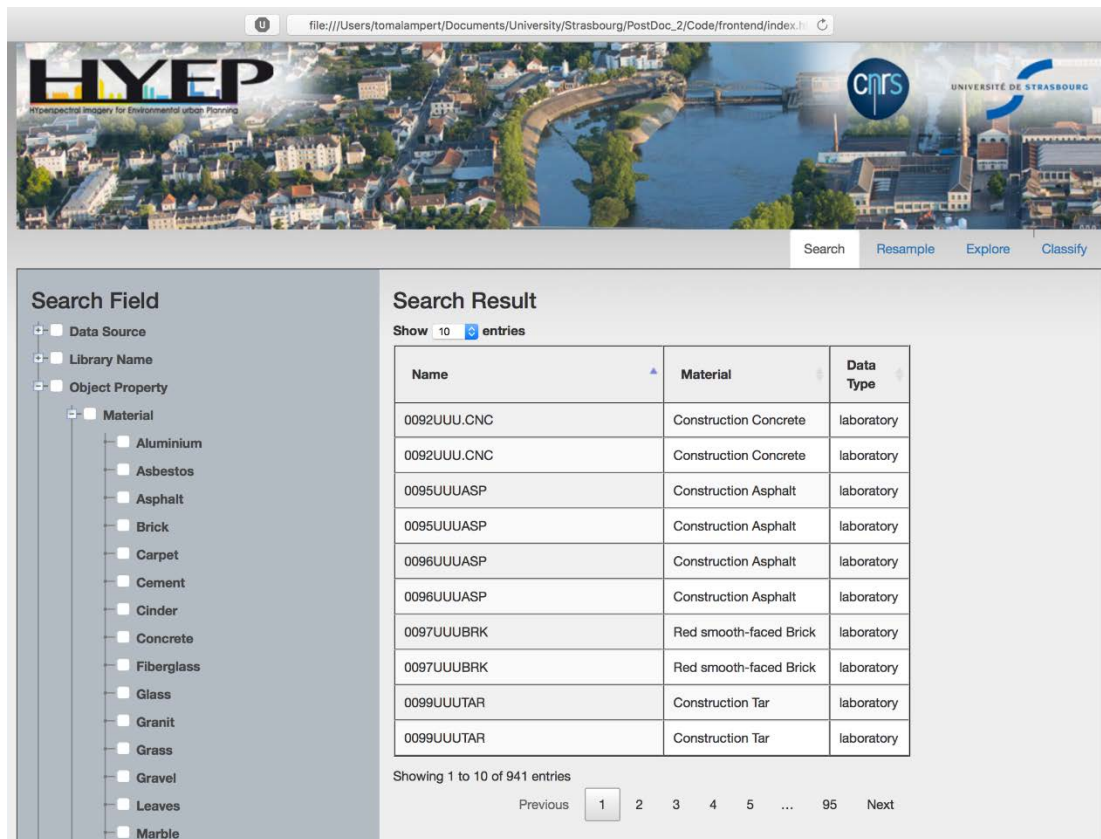 U
file:///Users/tomalampert/Documents/University/Strasbourg/PostDoc_2/Code/frontend/index.h
HYEP
Hyperspectral imagery for Environmental urban Planning
cnrs
UNIVERSITÉ DE STRASBOURG
Search Resample Explore Classify
Search Field
Data Source
Library Name
Object Property
Material
Aluminium
Asbestos
Asphalt
Brick
Carpet
Cement
Cinder
Concrete
Fiberglass
Glass
Granit
Grass
Gravel
Leaves
Marble
Search Result
Show 10 entries
Name Material Data Type
0092UUU.CNC Construction Concrete laboratory
0092UUU.CNC Construction Concrete laboratory
0095UUUASP Construction Asphalt laboratory
0095UUUASP Construction Asphalt laboratory
0096UUUASP Construction Asphalt laboratory
0096UUUASP Construction Asphalt laboratory
0097UUUBRK Red smooth-faced Brick laboratory
0097UUUBRK Red smooth-faced Brick laboratory
0099UUUTAR Construction Tar laboratory
0099UUUTAR Construction Tar laboratory
Showing 1 to 10 of 941 entries
Previous 1 2 3 4 5 ... 95 Next